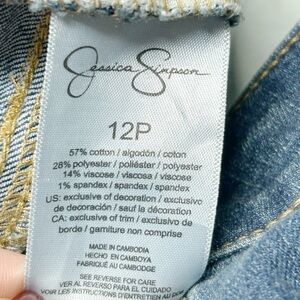 Jessica Simpson
12P
57% cotton / algodón / coton
28% polyester / poliéster / polyester
14% viscose / viscosa / viscose
1% spandex / spandex / spandex
US: exclusive of decoration / exclusivo
de decoración / sauf la décoration
CA: exclusive of trim / exclusivo de
borde / garniture non comprise
MADE IN CAMBODIA
HECHO EN CAMBOYA
FABRIQUÉ AU CAMBODGE
SEE REVERSE FOR CARE
VER AL REVERSO PARA EL CUIDADO
VOIR LES INSTRUCTIONS D'ENTRETIEN AU DOS